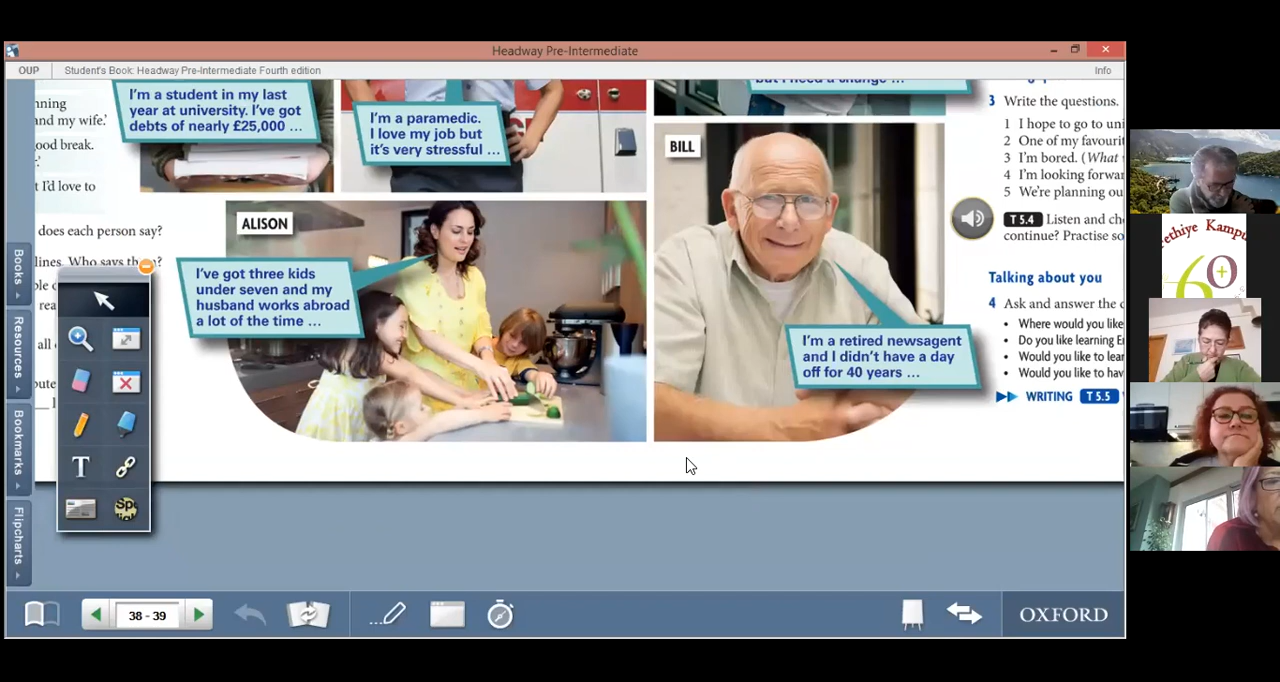 Headway Pre-Intermediate
OUP
Student's Book: Headway Pre-Intermediate Fourth edition
Info
nning
nd my wife.'
ood break.
t I'd love to
does each person say?
lines. Who says th
I'm a student in my last
year at university. I've got
debts of nearly £25,000 ...
I'm a paramedic.
I love my job but
it's very stressful ...
but I need a change ...
ALISON
I've got three kids
under seven and my
husband works abroad
a lot of the time ...
BILL
I'm a retired newsagent
and I didn't have a day
off for 40 years ...
3 Write the questions.
1 I hope to go to uni
2 One of my favouri
3 I'm bored. (What
4 I'm looking forwar
5 We're planning ou
T 5.4 Listen and che
continue? Practise so
Talking about you
4 Ask and answer the
• Where would you like
• Do you like learning E
• Would you like to lear
• Would you like to hav
WRITING T 5.5
Books
Resources
Bookmarks
Flipcharts
T
38 - 39
OXFORD
ethiye Kampu
60+